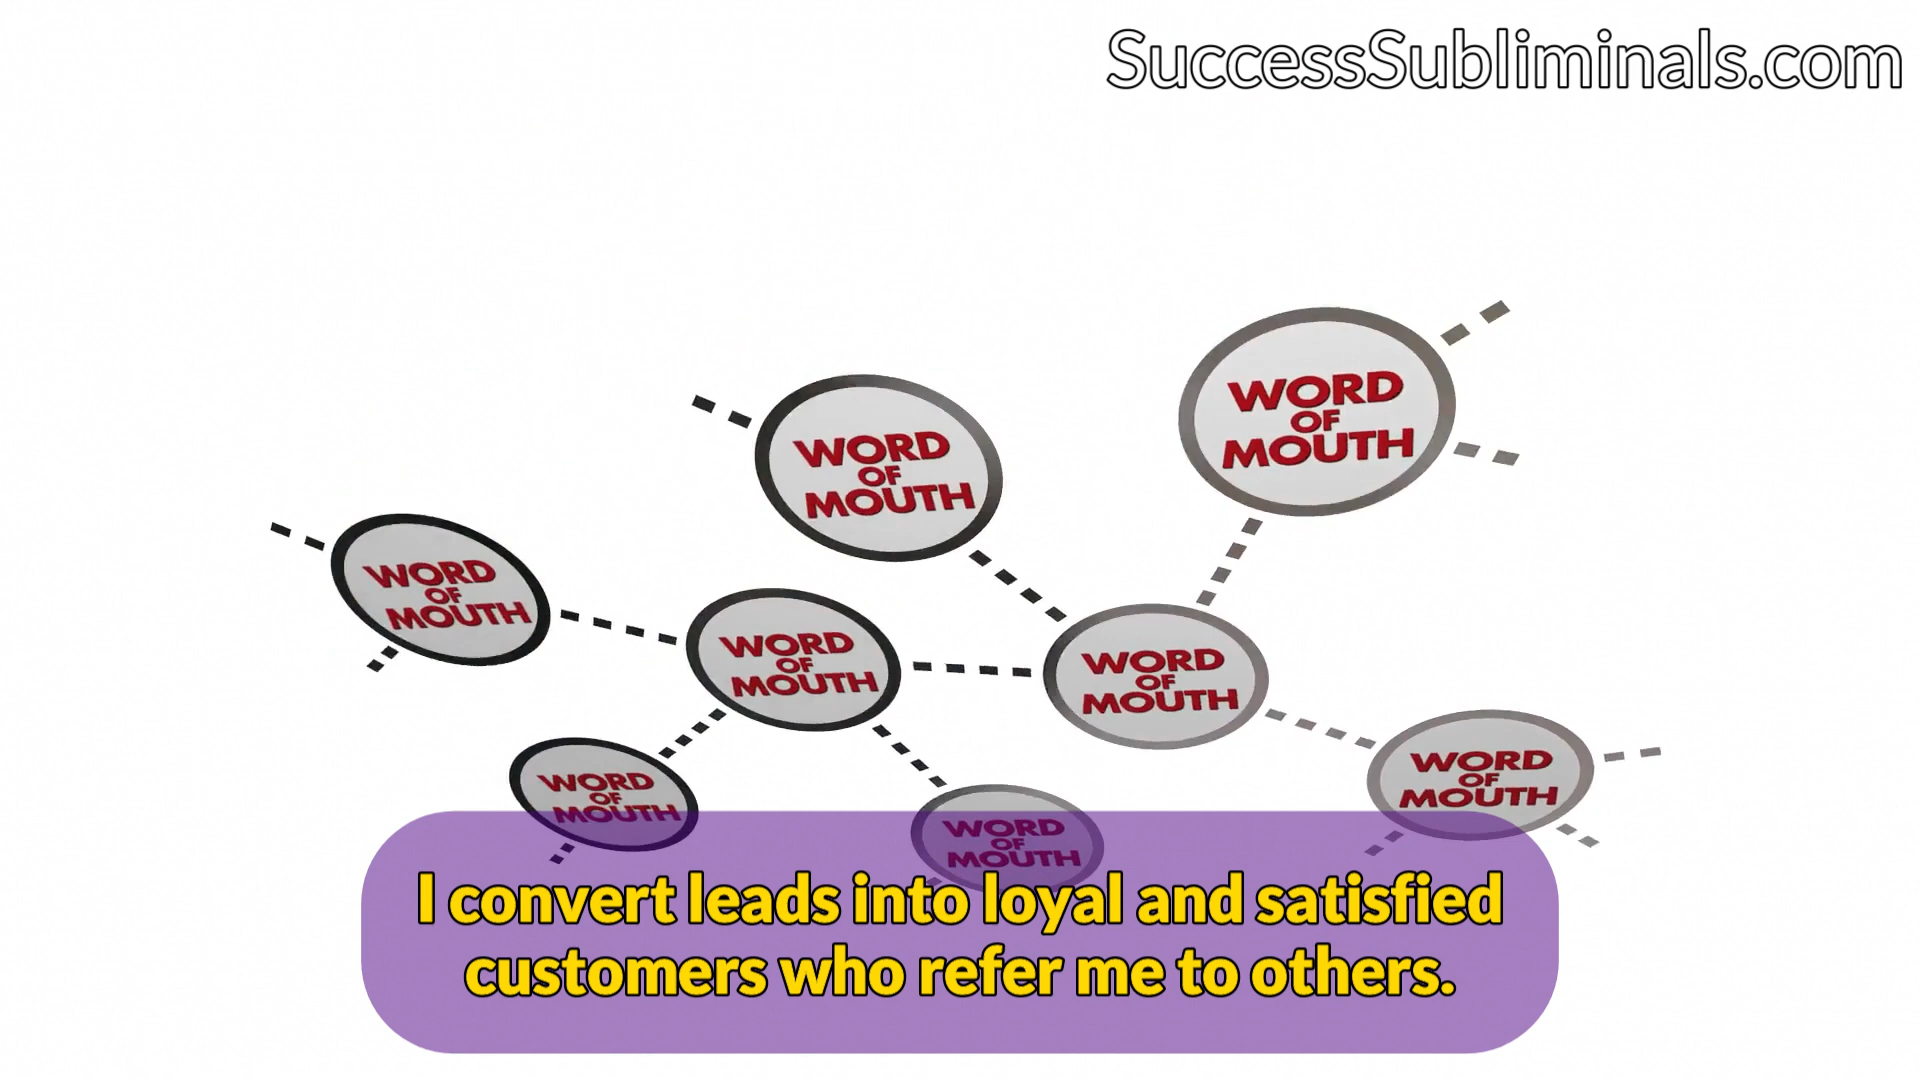 SuccessSubliminals.com
WORD
OF
MOUTH
WORD
OF
MOUTH
WORD
OF
MOUTH
WORD
OF
MOUTH
WORD
OF
MOUTH
WORD
OF
MOUTH
WORD
OF
MOUTH
WORD
OF
MOUTH
I convert leads into loyal and satisfied
customers who refer me to others.